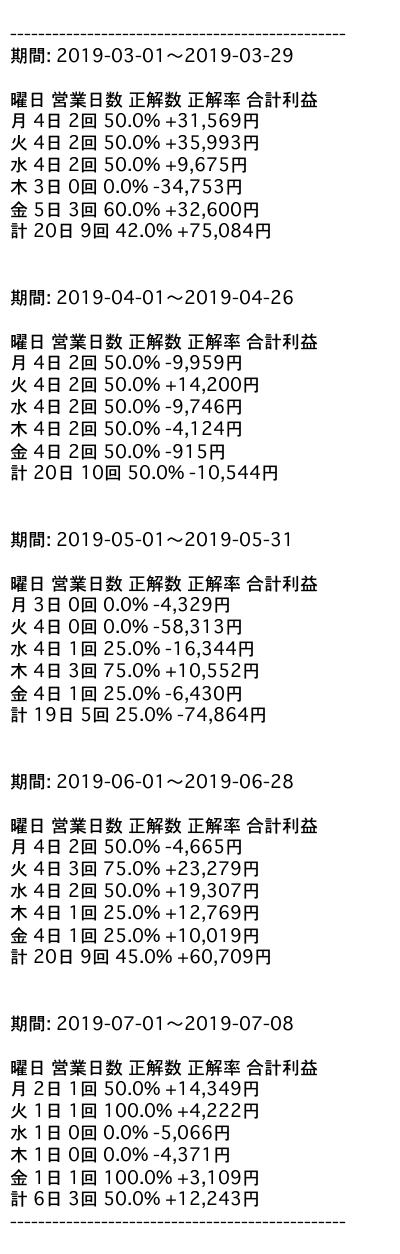 ------------------------------------------------
期間: 2019-03-01〜2019-03-29
曜日 営業日数 正解数 正解率 合計利益
月 4日 2回 50.0% +31,569円
火 4日 2回 50.0% +35,993円
水 4日 2回 50.0% +9,675円
木 3日 0回 0.0% -34,753円
金 5日 3回 60.0% +32,600円
計 20日 9回 42.0% +75,084円
期間: 2019-04-01〜2019-04-26
曜日 営業日数 正解数 正解率 合計利益
月 4日 2回 50.0% -9,959円
火 4日 2回 50.0% +14,200円
水 4日 2回 50.0% -9,746円
木 4日 2回 50.0% -4,124円
金 4日 2回 50.0% -915円
計 20日 10回 50.0% -10,544円
期間: 2019-05-01〜2019-05-31
曜日 営業日数 正解数 正解率 合計利益
月 3日 0回 0.0% -4,329円
火 4日 0回 0.0% -58,313円
水 4日 1回 25.0% -16,344円
木 4日 3回 75.0% +10,552円
金 4日 1回 25.0% -6,430円
計 19日 5回 25.0% -74,864円
期間: 2019-06-01〜2019-06-28
曜日 営業日数 正解数 正解率 合計利益
月 4日 2回 50.0% -4,665円
火 4日 3回 75.0% +23,279円
水 4日 2回 50.0% +19,307円
木 4日 1回 25.0% +12,769円
金 4日 1回 25.0% +10,019円
計 20日 9回 45.0% +60,709円
期間: 2019-07-01〜2019-07-08
曜日 営業日数 正解数 正解率 合計利益
月 2日 1回 50.0% +14,349円
火 1日 1回 100.0% +4,222円
水 1日 0回 0.0% -5,066円
木 1日 0回 0.0% -4,371円
金 1日 1回 100.0% +3,109円
計 6日 3回 50.0% +12,243円
------------------------------------------------